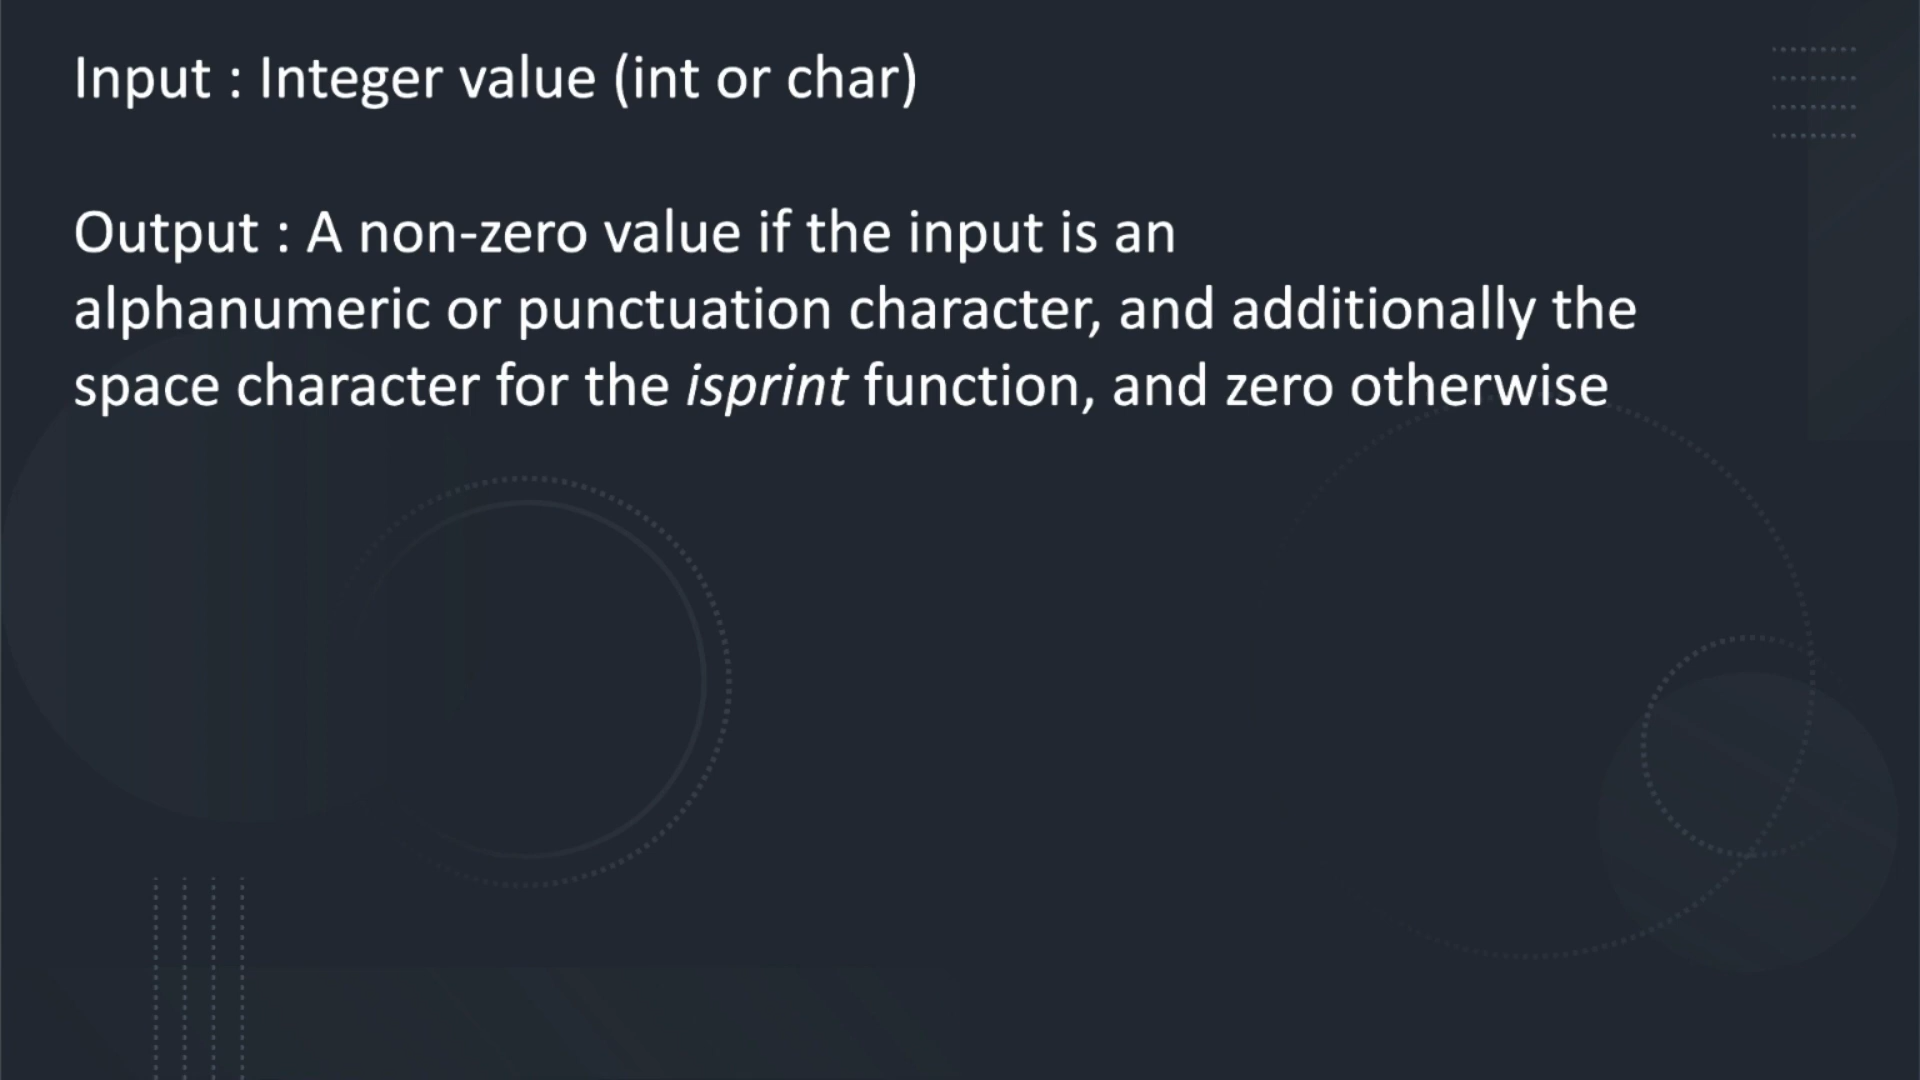 Input : Integer value (int or char)
Output : A non-zero value if the input is an
alphanumeric or punctuation character, and additionally the
space character for the isprint function, and zero otherwise